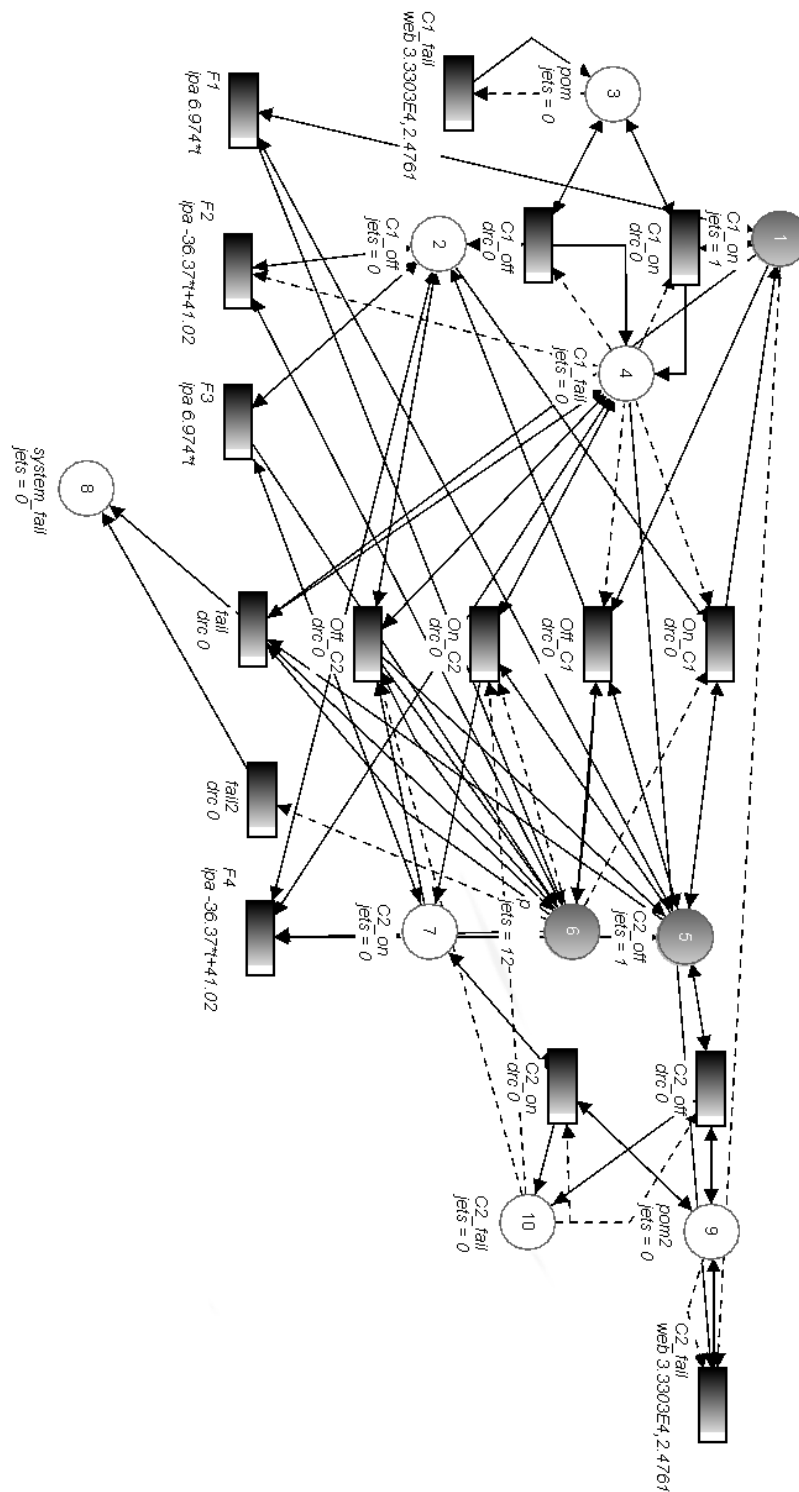 1
C1_on
jets = 1
C1_on
drc 0
3
pom
jets = 0
C1_off
drc 0
C1_fail
web 3.3303E4,2.4761
4
C1_fail
jets = 0
2
C1_off
jets = 0
F1
ipa 6.974*t
F2
ipa -36.37*t+41.02
F3
ipa 6.974*t
8
system_fail
jets = 0
On_C1
drc 0
Off_C1
drc 0
On_C2
drc 0
Off_C2
drc 0
fail
drc 0
fail2
drc 0
5
C2_off
jets = 1
6
p
jets = 12
7
C2_on
jets = 0
F4
ipa -36.37*t+41.02
C2_off
drc 0
C2_on
drc 0
9
pom2
jets = 0
10
C2_fail
jets = 0
C2_fail
web 3.3303E4,2.4761